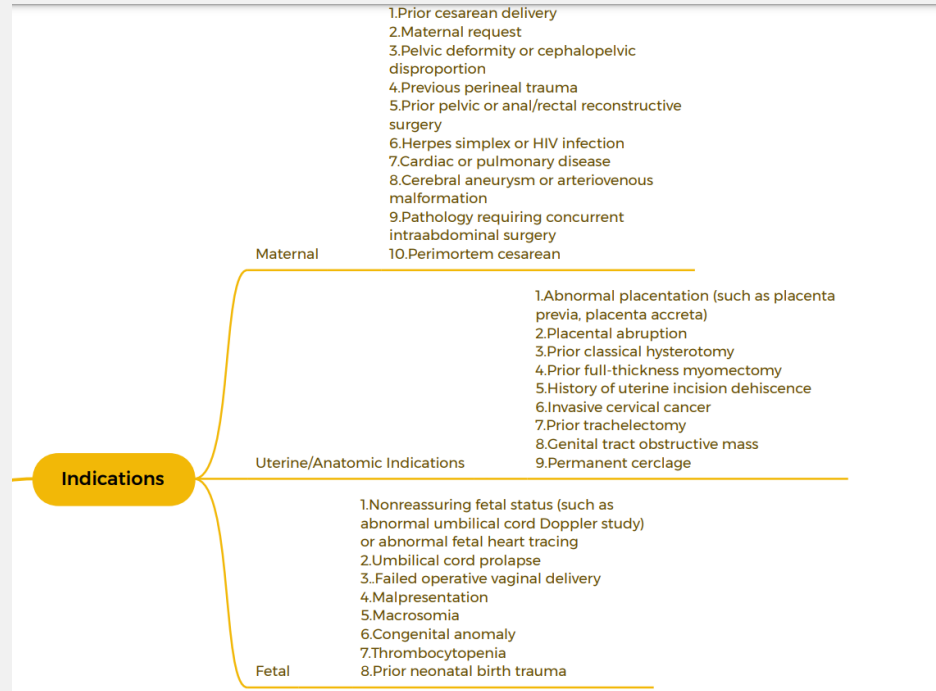 1.Prior cesarean delivery
2.Maternal request
3.Pelvic deformity or cephalopelvic
disproportion
4.Previous perineal trauma
5.Prior pelvic or anal/rectal reconstructive
surgery
6.Herpes simplex or HIV infection
7.Cardiac or pulmonary disease
8.Cerebral aneurysm or arteriovenous
malformation
9.Pathology requiring concurrent
intraabdominal surgery
Maternal 10.Perimortem cesarean
1.Abnormal placentation (such as placenta
previa, placenta accreta)
2.Placental abruption
3.Prior classical hysterotomy
4.Prior full-thickness myomectomy
5.History of uterine incision dehiscence
6.Invasive cervical cancer
7.Prior trachelectomy
8.Genital tract obstructive mass
Uterine/Anatomic Indications 9.Permanent cerclage
Indications
1.Nonreassuring fetal status (such as
abnormal umbilical cord Doppler study)
or abnormal fetal heart tracing
2.Umbilical cord prolapse
3..Failed operative vaginal delivery
4.Malpresentation
5.Macrosomia
6.Congenital anomaly
7.Thrombocytopenia
Fetal 8.Prior neonatal birth trauma